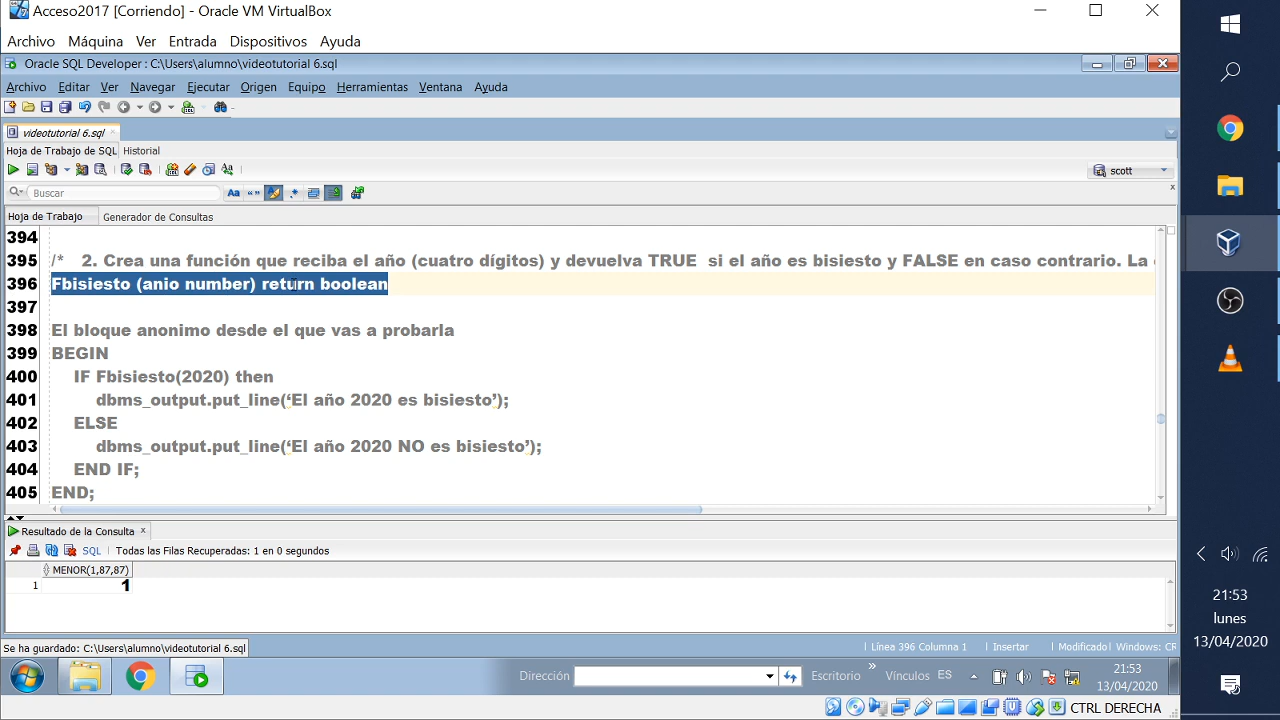 Acceso2017 [Corriendo] - Oracle VM VirtualBox
Archivo Máquina Ver Entrada Dispositivos Ayuda
Oracle SQL Developer : C:\Users\alumno\videotutorial 6.sql
Archivo Editar Ver Navegar Ejecutar Origen Equipo Herramientas Ventana Ayuda
videotutorial 6.sql
Hoja de Trabajo de SQL Historial
scott
Buscar
Hoja de Trabajo Generador de Consultas
394
395 /* 2. Crea una función que reciba el año (cuatro dígitos) y devuelva TRUE si el año es bisiesto y FALSE en caso contrario. La
396 Fbisiesto (anio number) return boolean
397
398 El bloque anonimo desde el que vas a probarla
399 BEGIN
400 IF Fbisiesto(2020) then
401 dbms_output.put_line(‘El año 2020 es bisiesto’);
402 ELSE
403 dbms_output.put_line(‘El año 2020 NO es bisiesto’);
404 END IF;
405 END;
Resultado de la Consulta
SQL Todas las Filas Recuperadas: 1 en 0 segundos
MENOR(1,87,87)
1 1
Se ha guardado: C:\Users\alumno\videotutorial 6.sql
Línea 396 Columna 1 Insertar Modificado Windows: CR
Dirección Escritorio » Vínculos ES 21:53
13/04/2020
CTRL DERECHA
21:53
lunes
13/04/2020